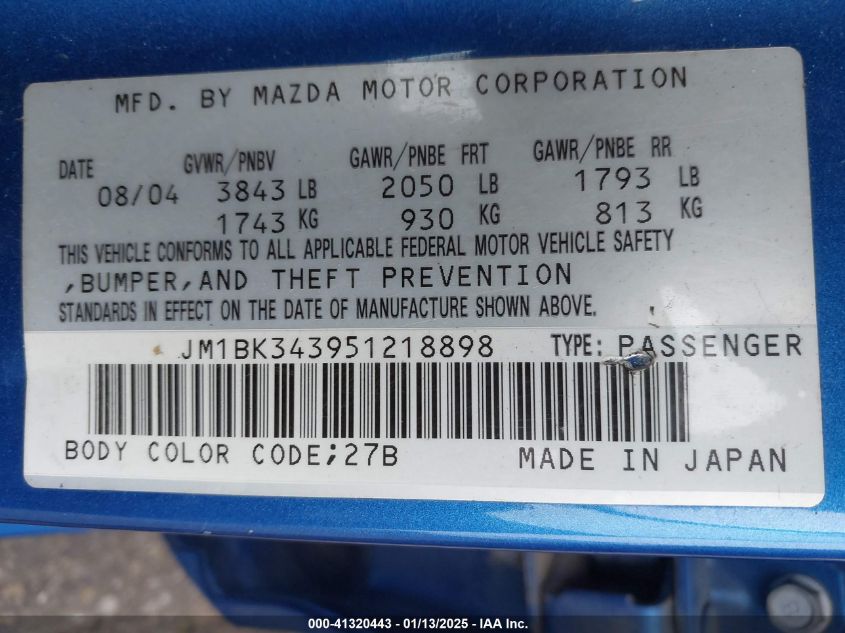 MFD. BY MAZDA MOTOR CORPORATION
DATE GVWR/PNBV GAWR/PNBE FRT GAWR/PNBE RR
08/04 3843 LB 2050 LB 1793 LB
1743 KG 930 KG 813 KG
THIS VEHICLE CONFORMS TO ALL APPLICABLE FEDERAL MOTOR VEHICLE SAFETY
,BUMPER,AND THEFT PREVENTION
STANDARDS IN EFFECT ON THE DATE OF MANUFACTURE SHOWN ABOVE.
JM1BK343951218898 TYPE: PASSENGER
BODY COLOR CODE;27B MADE IN JAPAN
000-41320443 - 01/13/2025 - IAA Inc.